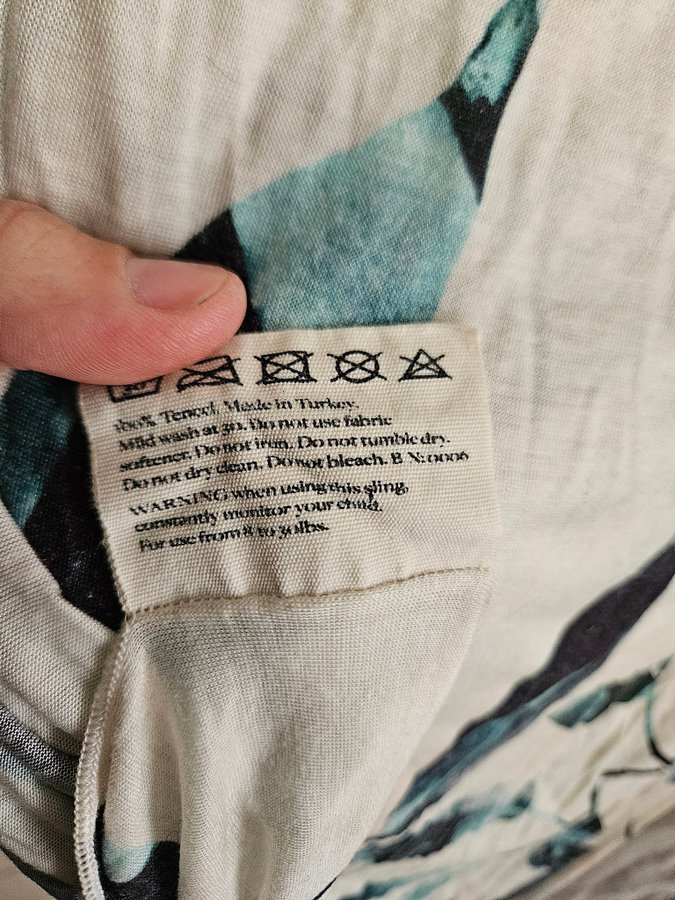 30
100% Tencel. Made in Turkey.
Mild wash at 30. Do not use fabric
softener. Do not iron. Do not tumble dry.
Do not dry clean. Do not bleach. B N: 0006
WARNING when using this sling,
constantly monitor your child.
For use from 8 to 30lbs.